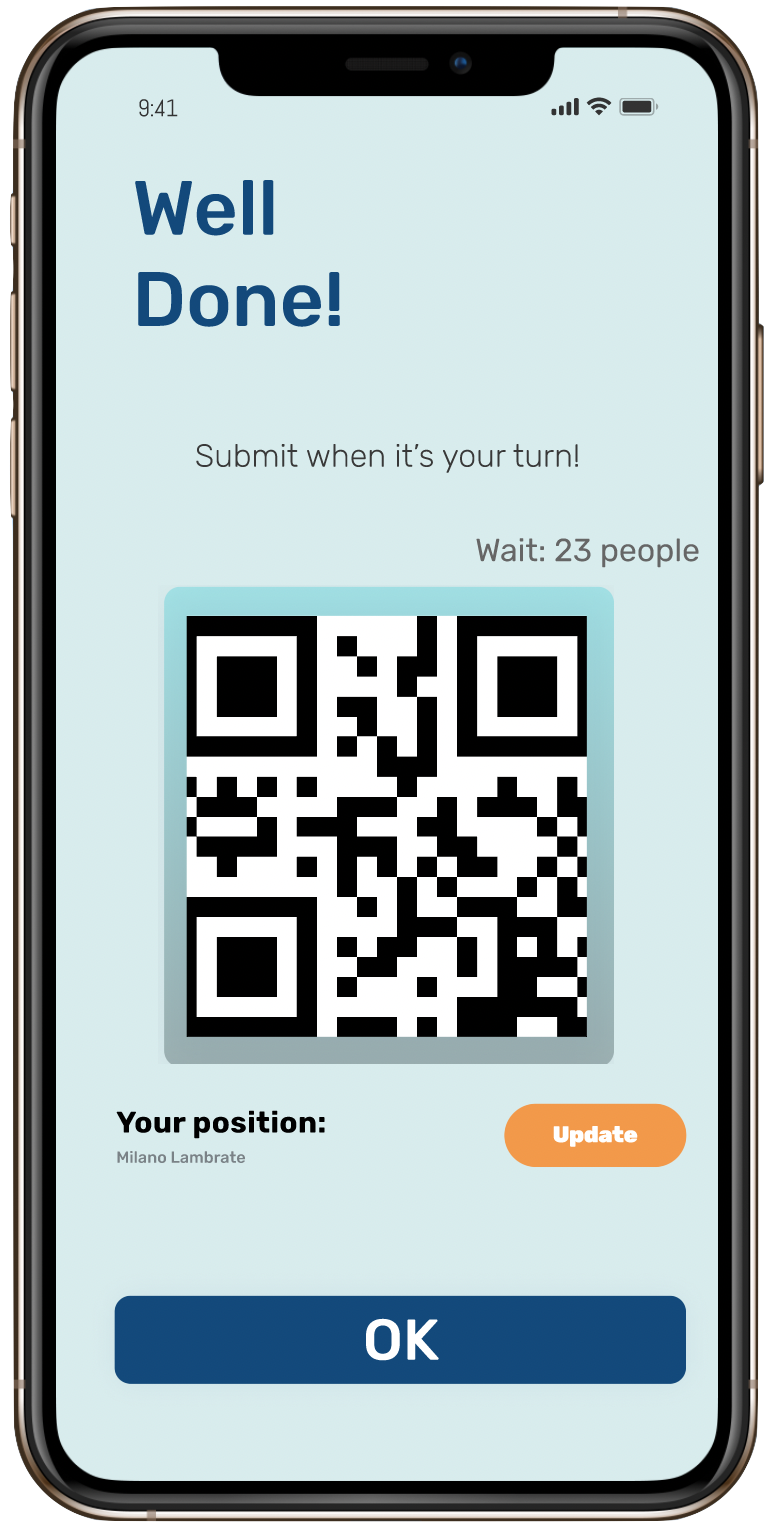 9:41
Well
Done!
Submit when it's your turn!
Wait: 23 people
Your position:
Milano Lambrate
Update
OK